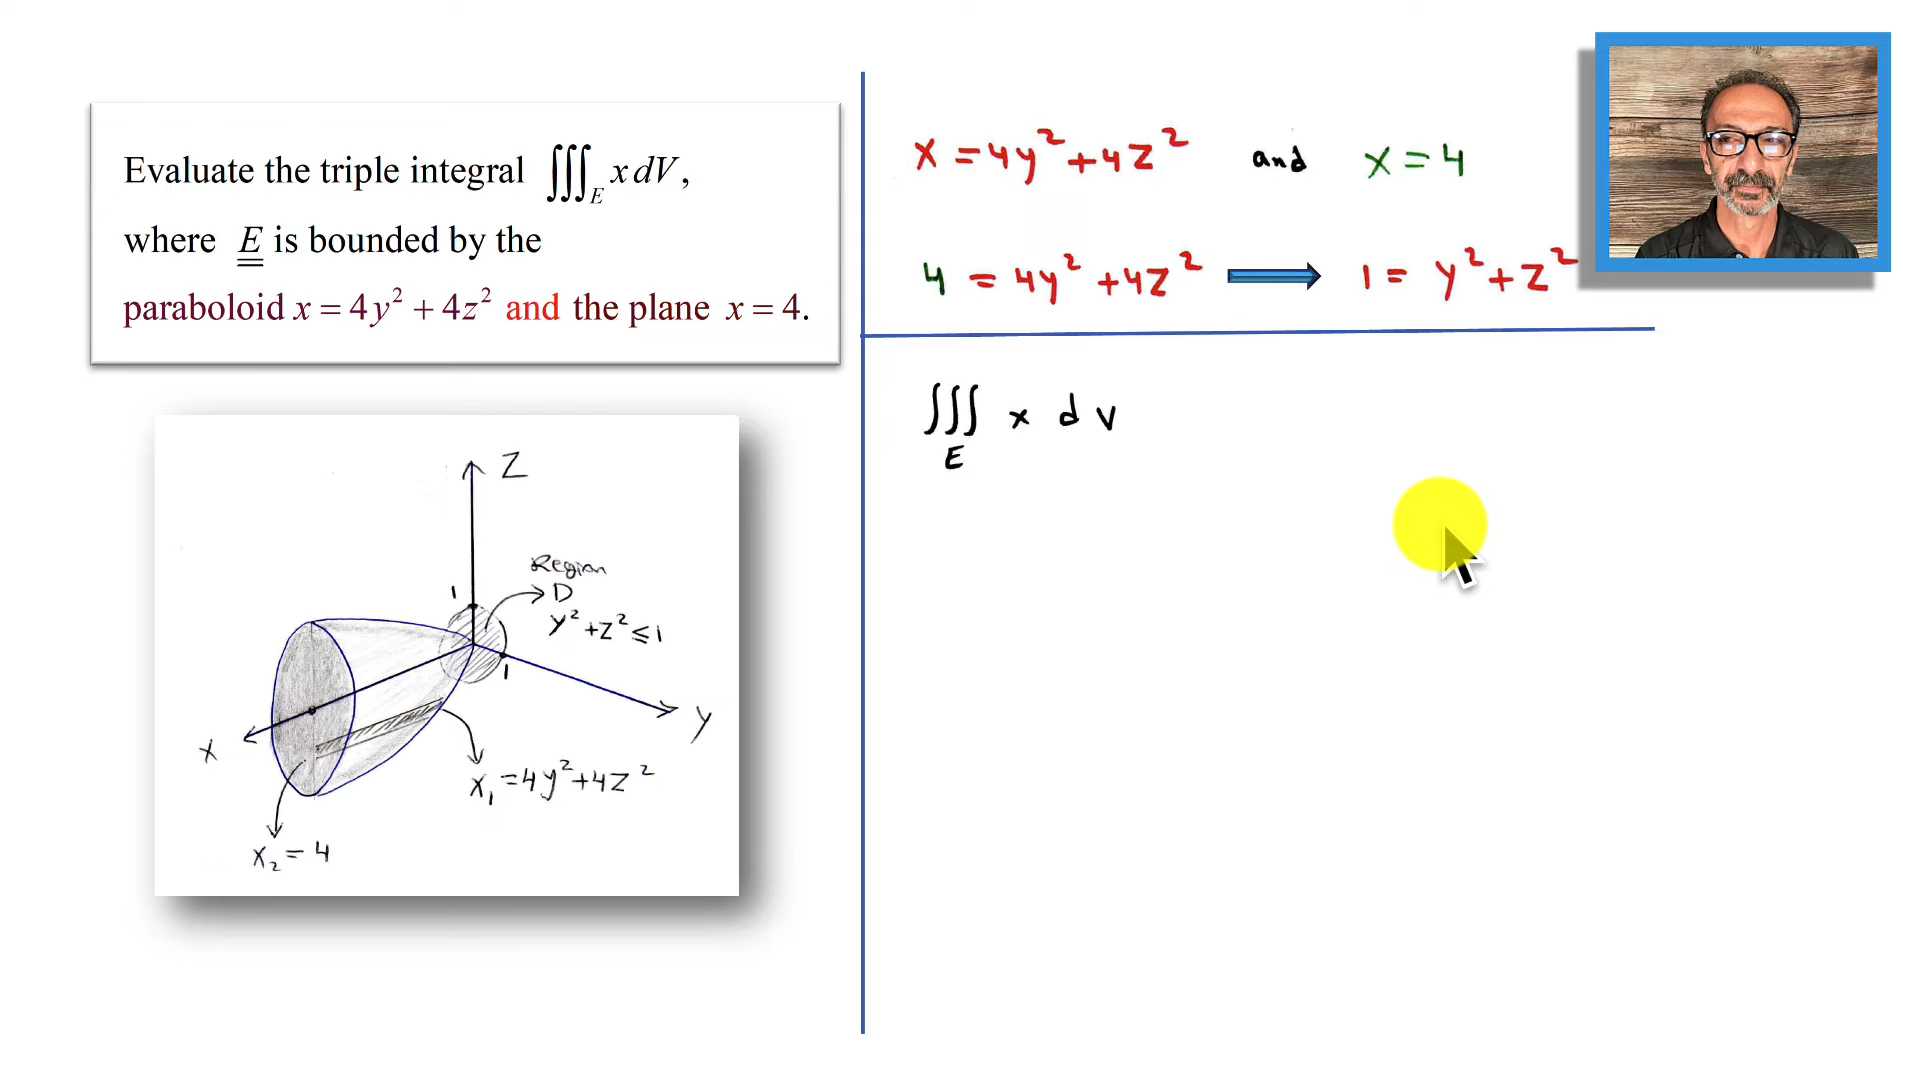 Evaluate the triple integral ∭_E x dV,
where E is bounded by the
paraboloid x = 4y² + 4z² and the plane x = 4.
x = 4y² + 4z² and x = 4
4 = 4y² + 4z² 1 = y² + z²
∭_E x dv
Z
Region
D
y² + z² ≤ 1
1
1
x
y
x₁ = 4y² + 4z²
x₂ = 4